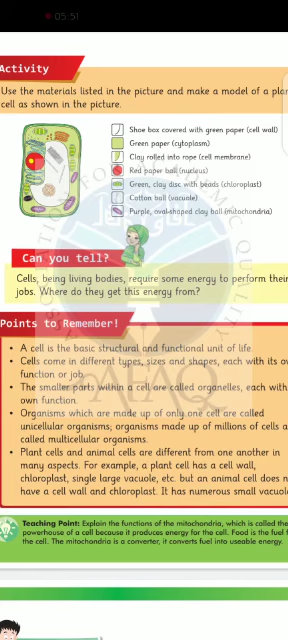 05:51
Activity
Use the materials listed in the picture and make a model of a plan
cell as shown in the picture.
Shoe box covered with green paper (cell wall)
Green paper (cytoplasm)
Clay rolled into rope (cell membrane)
Red paper ball (nucleus)
Green, clay disc with beads (chloroplast)
Cotton ball (vacuole)
Purple, oval-shaped clay ball (mitochondria)
Can you tell?
Cells, being living bodies, require some energy to perform their
jobs. Where do they get this energy from?
Points to Remember!
• A cell is the basic structural and functional unit of life.
• Cells come in different types, sizes and shapes, each with its ow
function or job.
• The smaller parts within a cell are called organelles, each with
own function.
• Organisms which are made up of only one cell are called
unicellular organisms; organisms made up of millions of cells a
called multicellular organisms.
• Plant cells and animal cells are different from one another in
many aspects. For example, a plant cell has a cell wall,
chloroplast, single large vacuole, etc. but an animal cell does n
have a cell wall and chloroplast. It has numerous small vacuol
Teaching Point: Explain the functions of the mitochondria, which is called the
powerhouse of a cell because it produces energy for the cell. Food is the fuel f
the cell. The mitochondria is a converter, it converts fuel into useable energy.